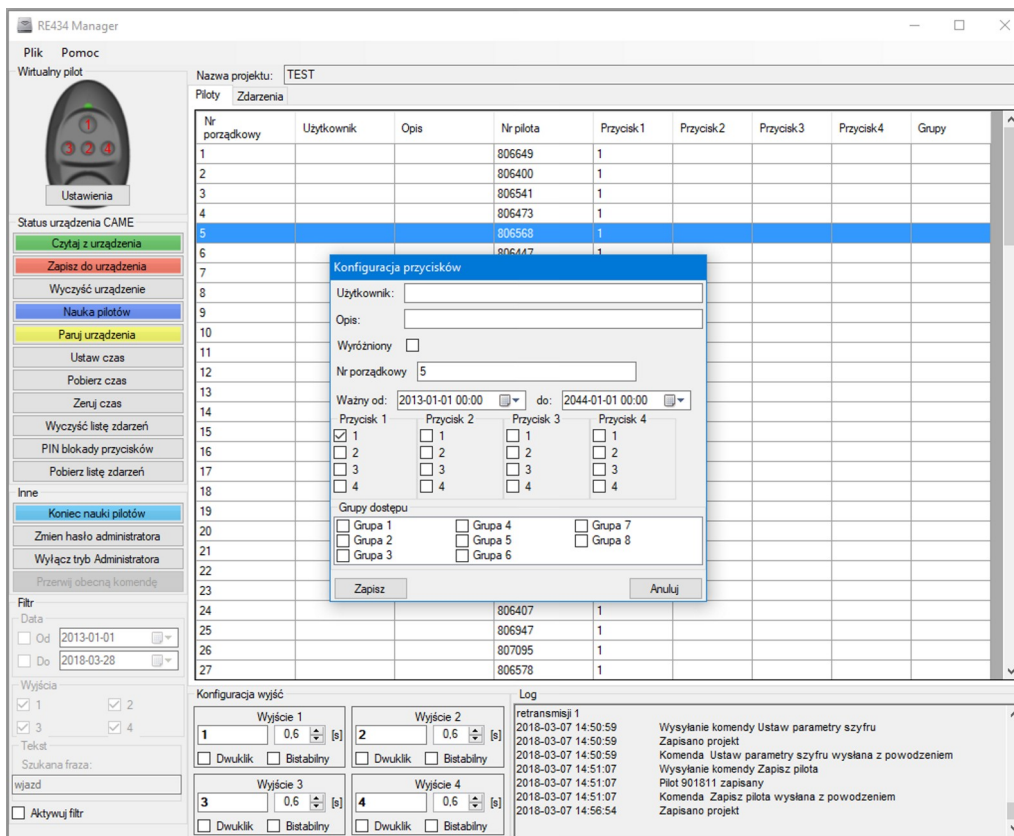 RE434 Manager
Plik Pomoc
Wirtualny pilot
1
3 2 4
Ustawienia
Status urządzenia CAME
Czytaj z urządzenia
Zapisz do urządzenia
Wyczyść urządzenie
Nauka pilotów
Paruj urządzenia
Ustaw czas
Pobierz czas
Zeruj czas
Wyczyść listę zdarzeń
PIN blokady przycisków
Pobierz listę zdarzeń
Inne
Koniec nauki pilotów
Zmien hasło administratora
Wyłącz tryb Administratora
Przerwij obecną komendę
Filtr
Data
Od 2013-01-01
Do 2018-03-28
Wyjścia
1 2
3 4
Tekst
Szukana fraza:
wjazd
Aktywuj filtr
Nazwa projektu: TEST
Piloty Zdarzenia
Nr porządkowy Użytkownik Opis Nr pilota Przycisk1 Przycisk2 Przycisk3 Przycisk4 Grupy
1 806649 1
2 806400 1
3 806541 1
4 806473 1
5 806568 1
6 806447 1
7
8
9
10
11
12
13
14
15
16
17
18
19
20
21
22
23
24 806407 1
25 806947 1
26 807095 1
27 806578 1
Konfiguracja przycisków
Użytkownik:
Opis:
Wyróżniony
Nr porządkowy 5
Ważny od: 2013-01-01 00:00 do: 2044-01-01 00:00
Przycisk 1 Przycisk 2 Przycisk 3 Przycisk 4
1 1 1 1
2 2 2 2
3 3 3 3
4 4 4 4
Grupy dostępu
Grupa 1 Grupa 4 Grupa 7
Grupa 2 Grupa 5 Grupa 8
Grupa 3 Grupa 6
Zapisz Anuluj
Konfiguracja wyjść
Wyjście 1 Wyjście 2
1 0,6 [s] 2 0,6 [s]
Dwuklik Bistabilny Dwuklik Bistabilny
Wyjście 3 Wyjście 4
3 0,6 [s] 4 0,6 [s]
Dwuklik Bistabilny Dwuklik Bistabilny
Log
retransmisji 1
2018-03-07 14:50:59 Wysyłanie komendy Ustaw parametry szyfru
2018-03-07 14:50:59 Zapisano projekt
2018-03-07 14:50:59 Komenda Ustaw parametry szyfru wysłana z powodzeniem
2018-03-07 14:51:07 Wysyłanie komendy Zapisz pilota
2018-03-07 14:51:07 Pilot 901811 zapisany
2018-03-07 14:51:07 Komenda Zapisz pilota wysłana z powodzeniem
2018-03-07 14:56:54 Zapisano projekt